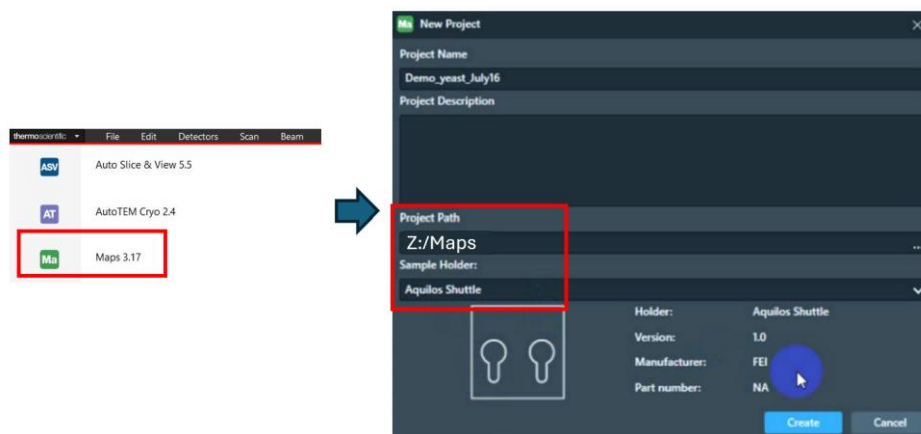 thermoscientific File Edit Detectors Scan Beam
ASV Auto Slice & View 5.5
AT AutoTEM Cryo 2.4
Ma Maps 3.17
Ma New Project
Project Name
Demo_yeast_July16
Project Description
Project Path
Z:/Maps ...
Sample Holder:
Aquilos Shuttle
Holder: Aquilos Shuttle
Version: 1.0
Manufacturer: FEI
Part number: NA
Create Cancel